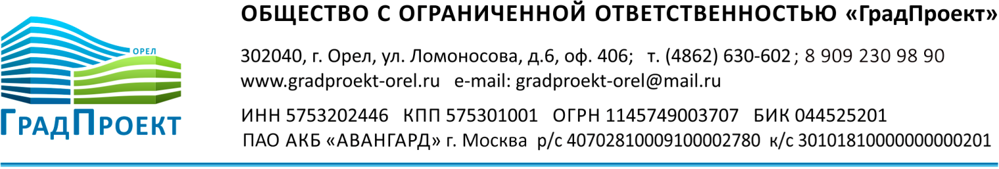 ОРЕЛ
ГРАДПРОЕКТ
ОБЩЕСТВО С ОГРАНИЧЕННОЙ ОТВЕТСТВЕННОСТЬЮ «ГрадПроект»
302040, г. Орел, ул. Ломоносова, д.6, оф. 406; т. (4862) 630-602 ; 8 909 230 98 90
www.gradproekt-orel.ru e-mail: gradproekt-orel@mail.ru
ИНН 5753202446 КПП 575301001 ОГРН 1145749003707 БИК 044525201
ПАО АКБ «АВАНГАРД» г. Москва р/с 40702810009100002780 к/с 30101810000000000201